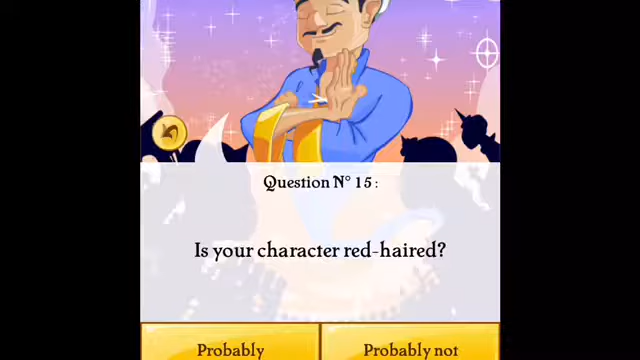 Question N° 15 :
Is your character red-haired?
Probably
Probably not